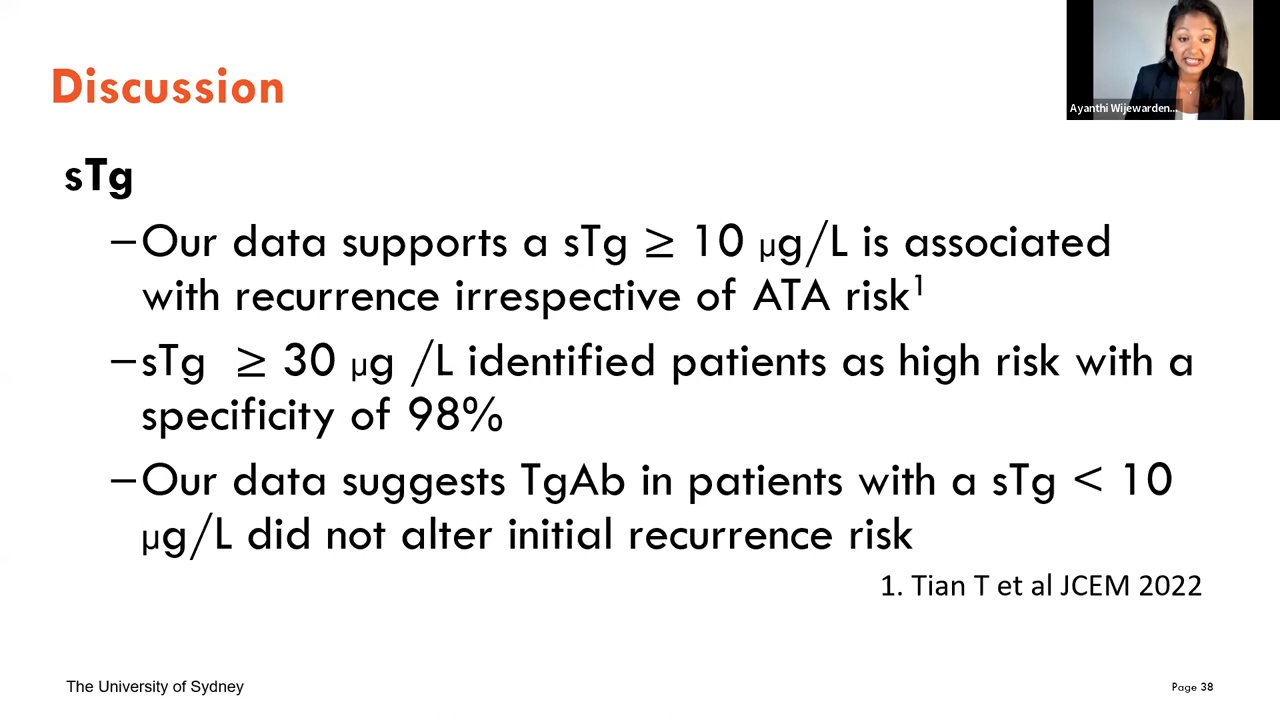 Discussion
Ayanthi Wijewarden...
sTg
–Our data supports a sTg ≥ 10 µg/L is associated
with recurrence irrespective of ATA risk¹
–sTg ≥ 30 µg /L identified patients as high risk with a
specificity of 98%
–Our data suggests TgAb in patients with a sTg < 10
µg/L did not alter initial recurrence risk
1. Tian T et al JCEM 2022
The University of Sydney
Page 38